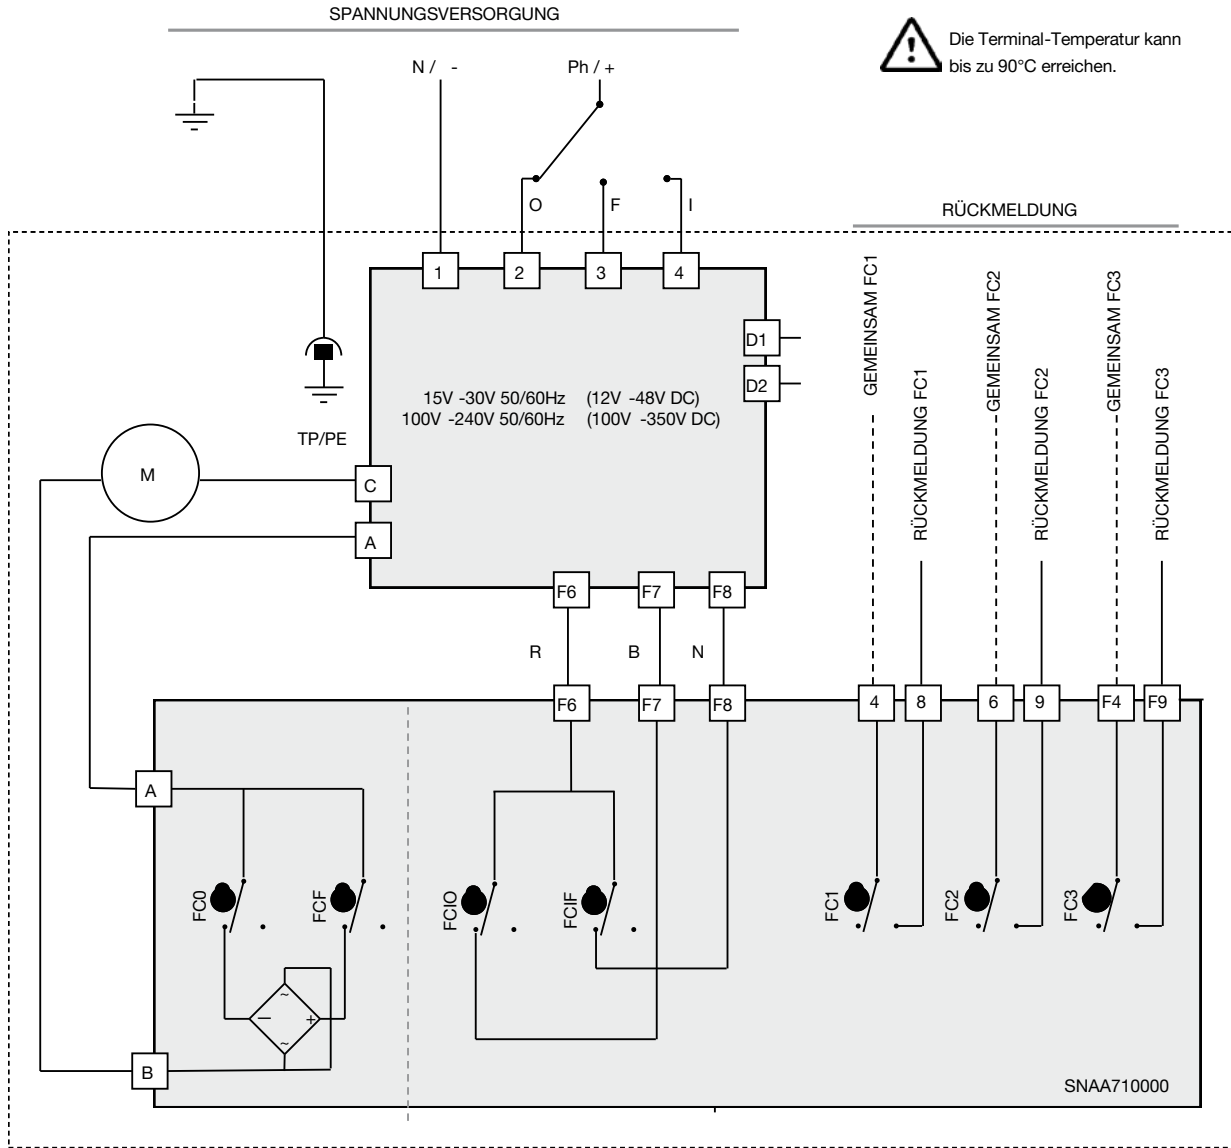 SPANNUNGSVERSORGUNG
Die Terminal-Temperatur kann
bis zu 90°C erreichen.
N / -
Ph / +
O
F
I
RÜCKMELDUNG
1
2
3
4
D1
D2
15V -30V 50/60Hz (12V -48V DC)
100V -240V 50/60Hz (100V -350V DC)
TP/PE
M
C
A
F6
F7
F8
R
B
N
GEMEINSAM FC1
RÜCKMELDUNG FC1
GEMEINSAM FC2
RÜCKMELDUNG FC2
GEMEINSAM FC3
RÜCKMELDUNG FC3
F6
F7
F8
4
8
6
9
F4
F9
A
FC0
FCF
FCIO
FCIF
FC1
FC2
FC3
~
–
+
~
B
SNAA710000